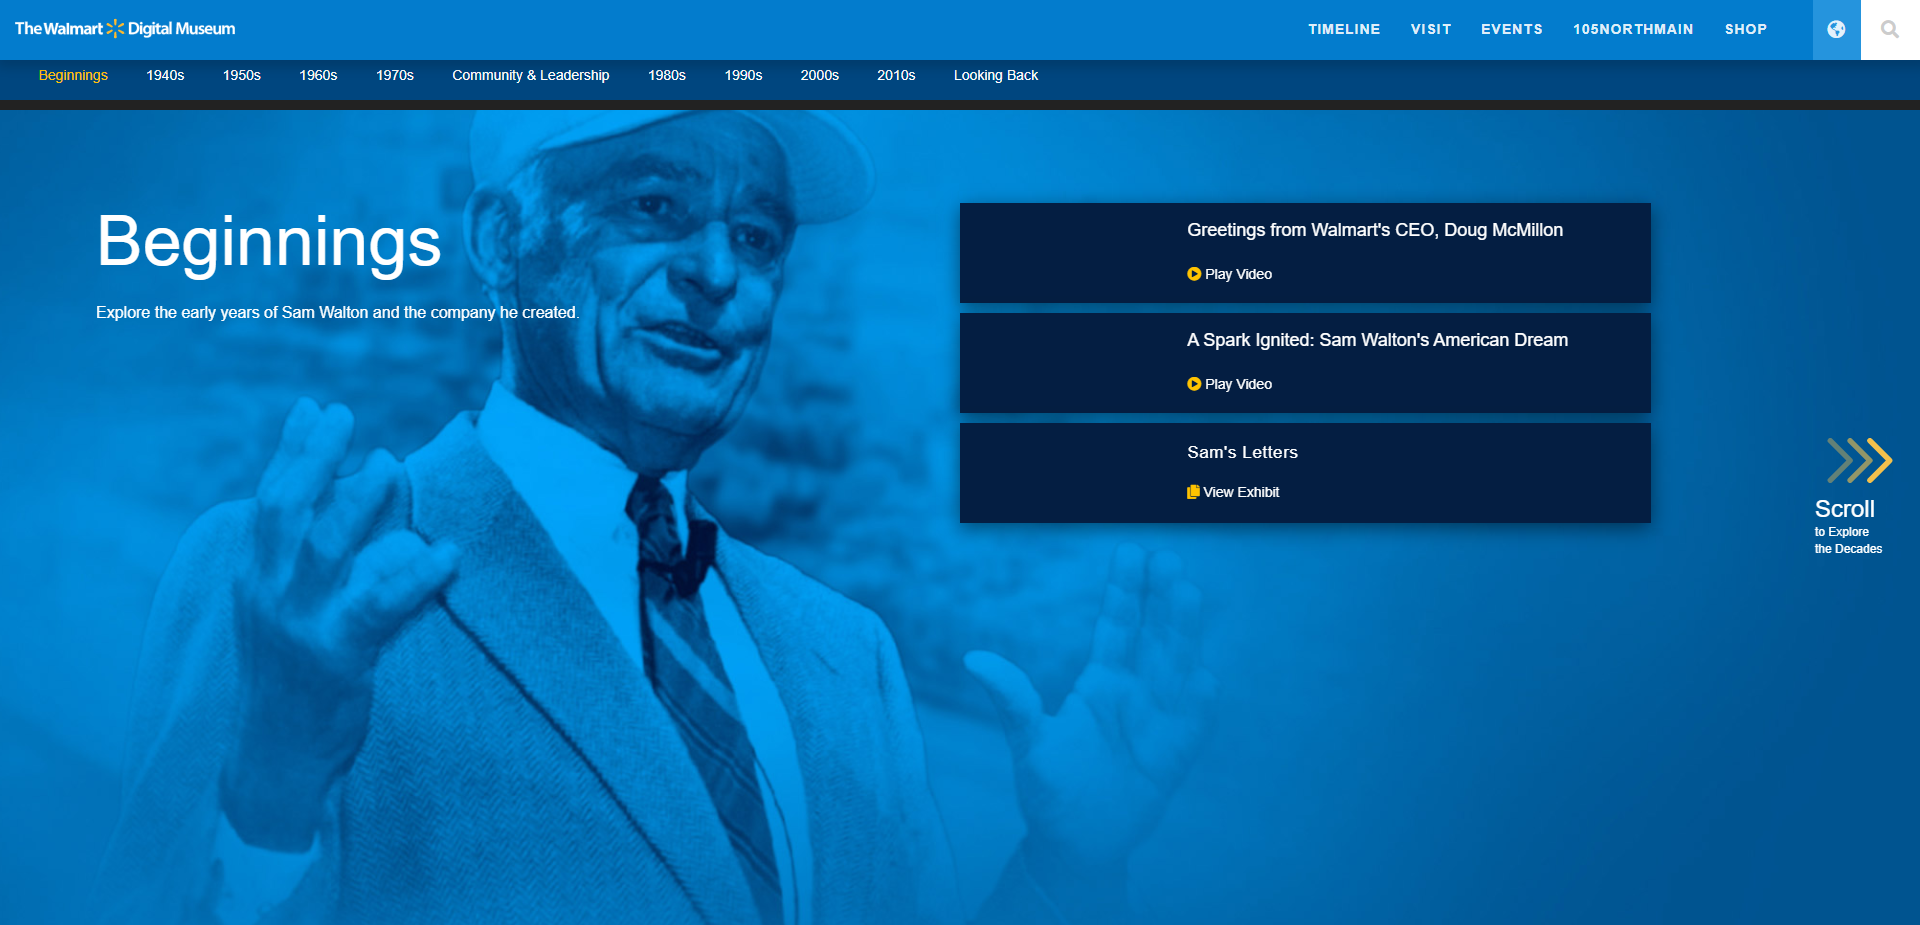 The Walmart Digital Museum
TIMELINE VISIT EVENTS 105NORTHMAIN SHOP
Beginnings 1940s 1950s 1960s 1970s Community & Leadership 1980s 1990s 2000s 2010s Looking Back
Beginnings
Explore the early years of Sam Walton and the company he created.
Greetings from Walmart's CEO, Doug McMillon
Play Video
A Spark Ignited: Sam Walton's American Dream
Play Video
Sam's Letters
View Exhibit
Scroll
to Explore
the Decades